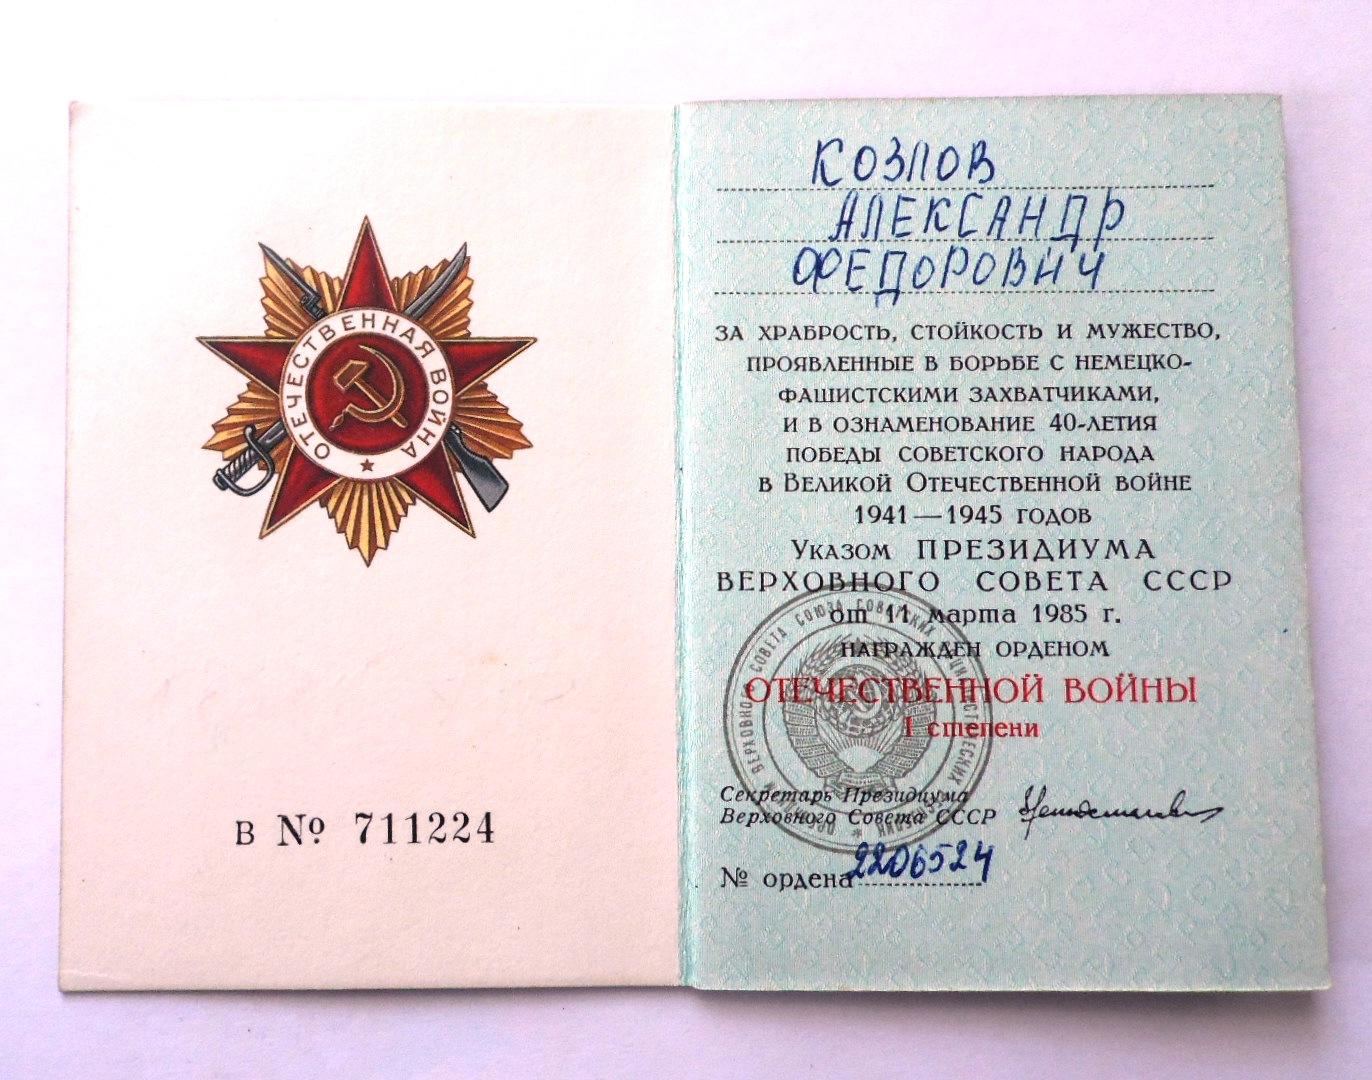 ОТЕЧЕСТВЕННАЯ ВОЙНА
В № 711224
КОЗЛОВ
АЛЕКСАНДР
ФЕДОРОВИЧ
ЗА ХРАБРОСТЬ, СТОЙКОСТЬ И МУЖЕСТВО,
ПРОЯВЛЕННЫЕ В БОРЬБЕ С НЕМЕЦКО-
ФАШИСТСКИМИ ЗАХВАТЧИКАМИ,
И В ОЗНАМЕНОВАНИЕ 40-ЛЕТИЯ
ПОБЕДЫ СОВЕТСКОГО НАРОДА
В ВЕЛИКОЙ ОТЕЧЕСТВЕННОЙ ВОЙНЕ
1941—1945 ГОДОВ
УКАЗОМ ПРЕЗИДИУМА
ВЕРХОВНОГО СОВЕТА СССР
от 11 марта 1985 г.
НАГРАЖДЕН ОРДЕНОМ
ОТЕЧЕСТВЕННОЙ ВОЙНЫ
I степени
Секретарь Президиума
Верховного Совета СССР
№ ордена 2206524